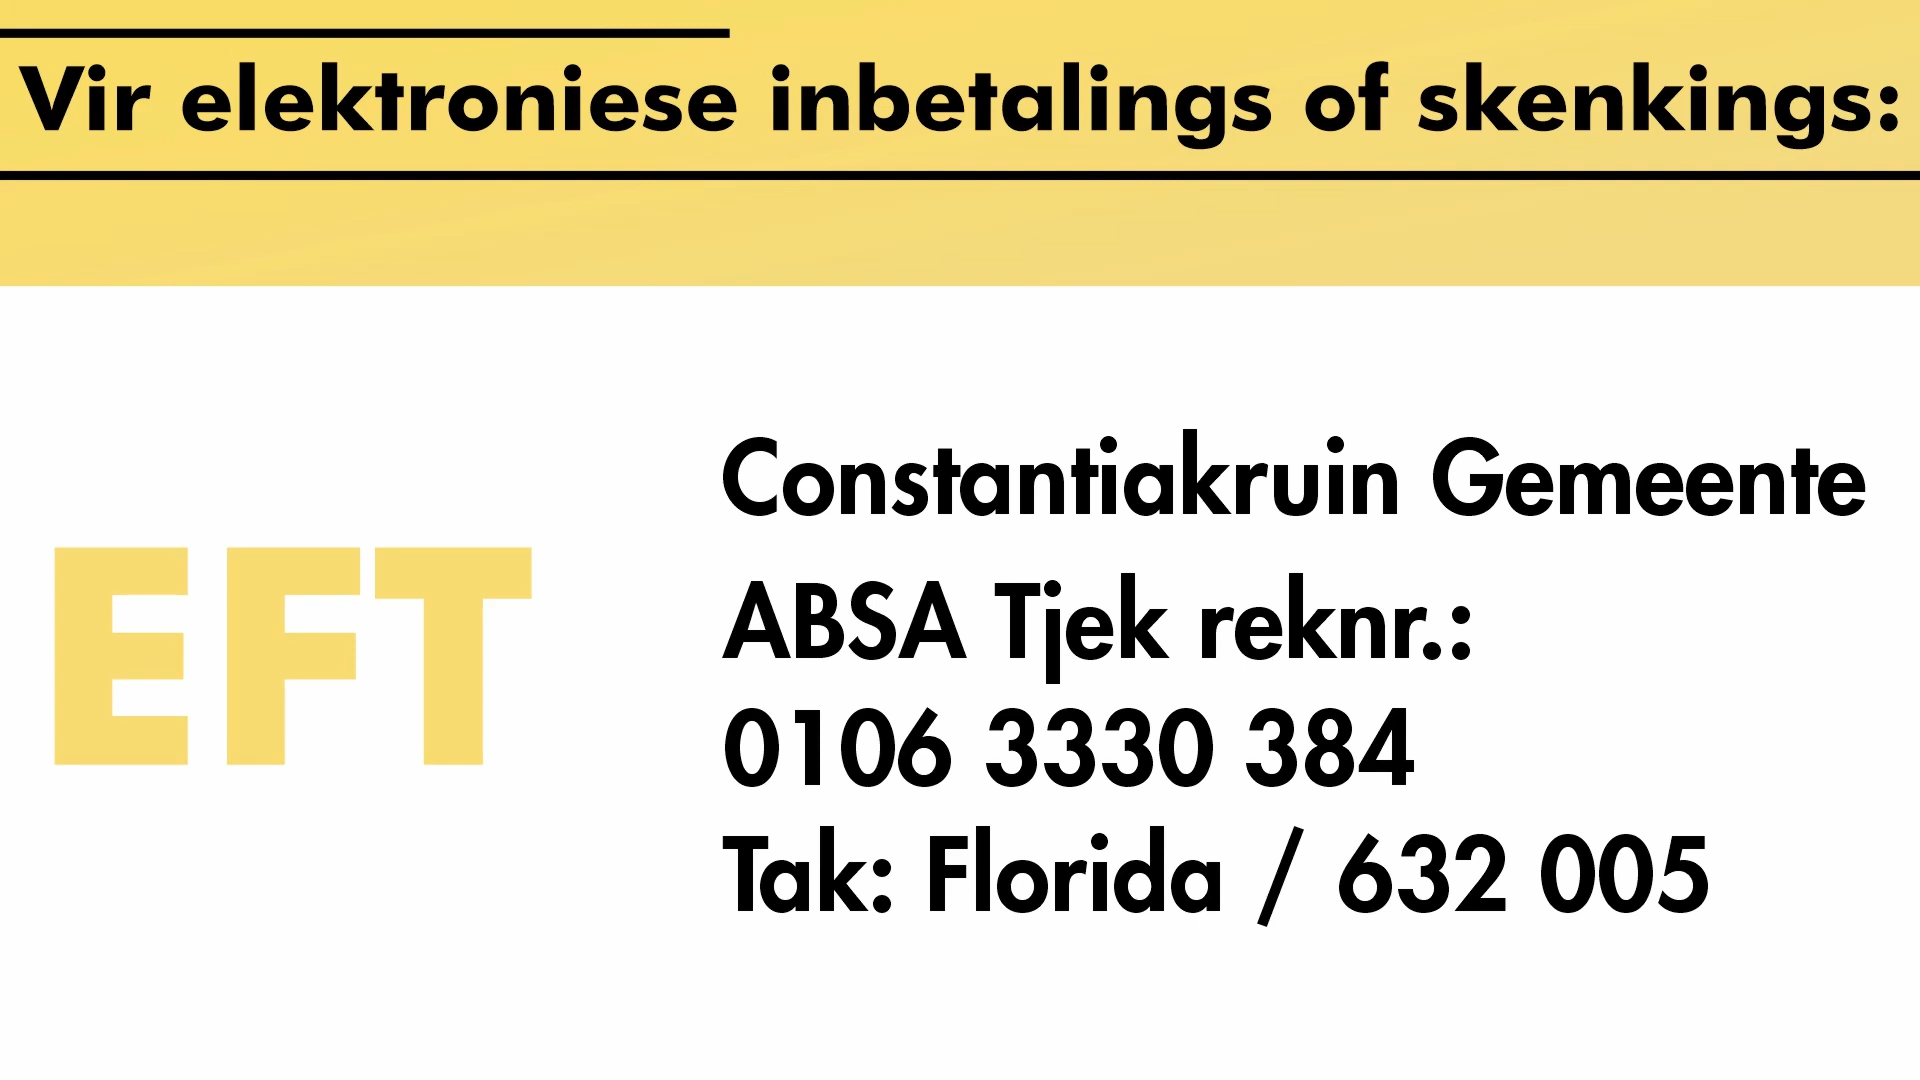 Vir elektroniese inbetalings of skenkings:
EFT
Constantiakruin Gemeente
ABSA Tjek reknr.:
0106 3330 384
Tak: Florida / 632 005